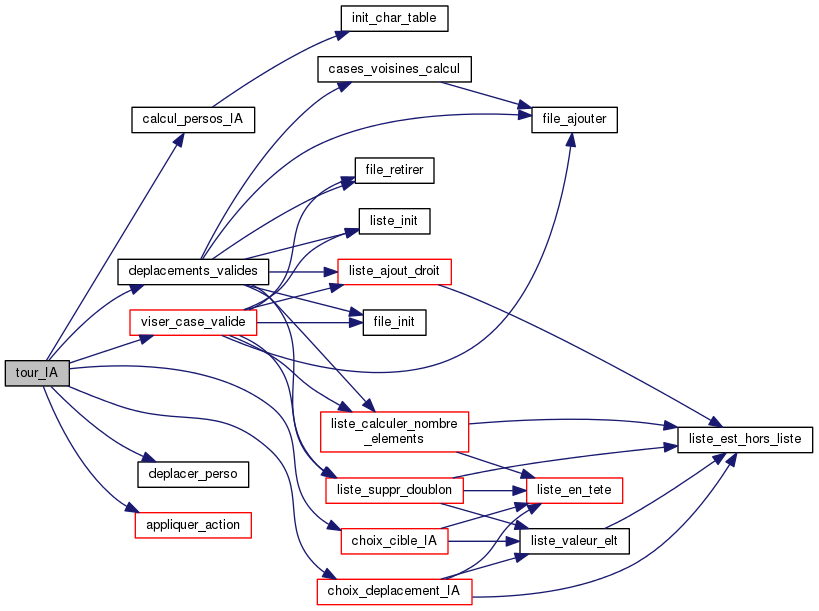 init_char_table
cases_voisines_calcul
calcul_persos_IA
file_ajouter
file_retirer
liste_init
deplacements_valides
liste_ajout_droit
viser_case_valide
file_init
tour_IA
liste_calculer_nombre
_elements
liste_est_hors_liste
deplacer_perso
liste_suppr_doublon
liste_en_tete
appliquer_action
choix_cible_IA
liste_valeur_elt
choix_deplacement_IA